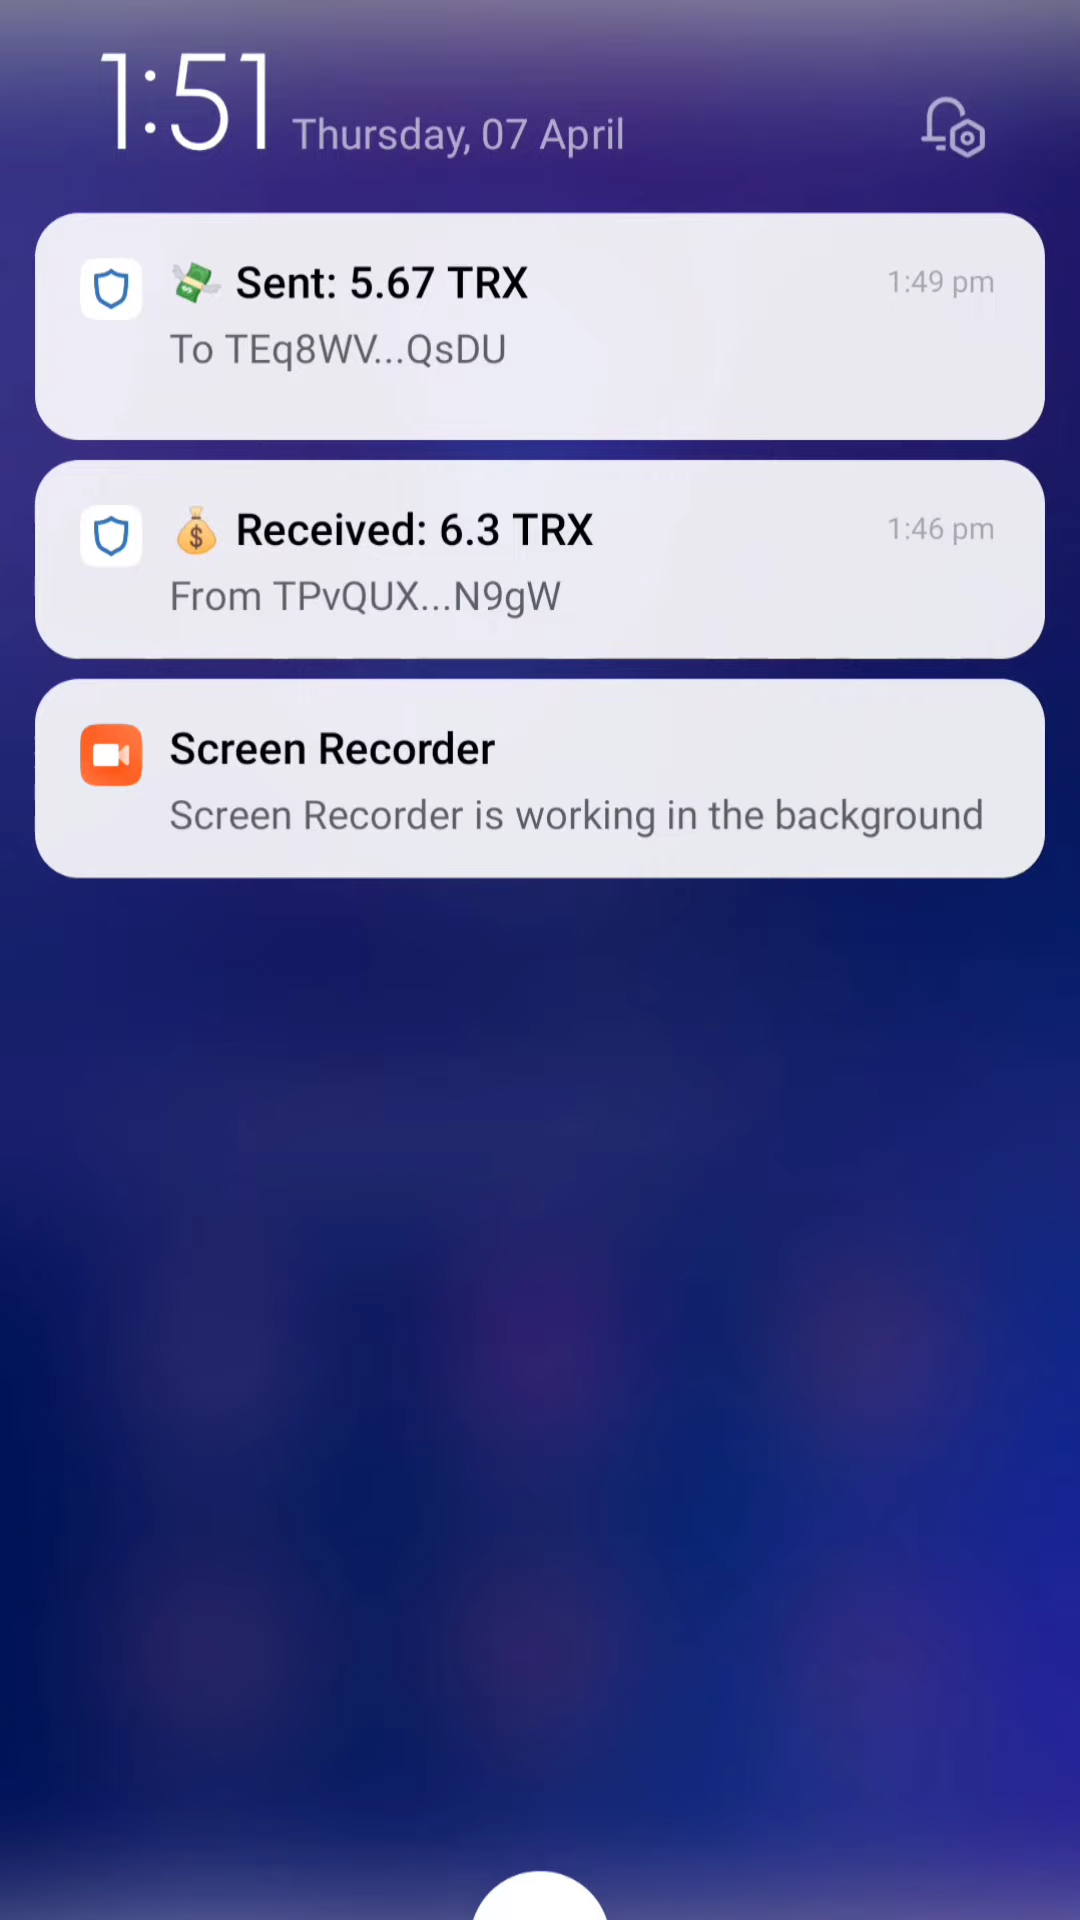 1:51 Thursday, 07 April
💸 Sent: 5.67 TRX 1:49 pm
To TEq8WV...QsDU
💰 Received: 6.3 TRX 1:46 pm
From TPvQUX...N9gW
Screen Recorder
Screen Recorder is working in the background